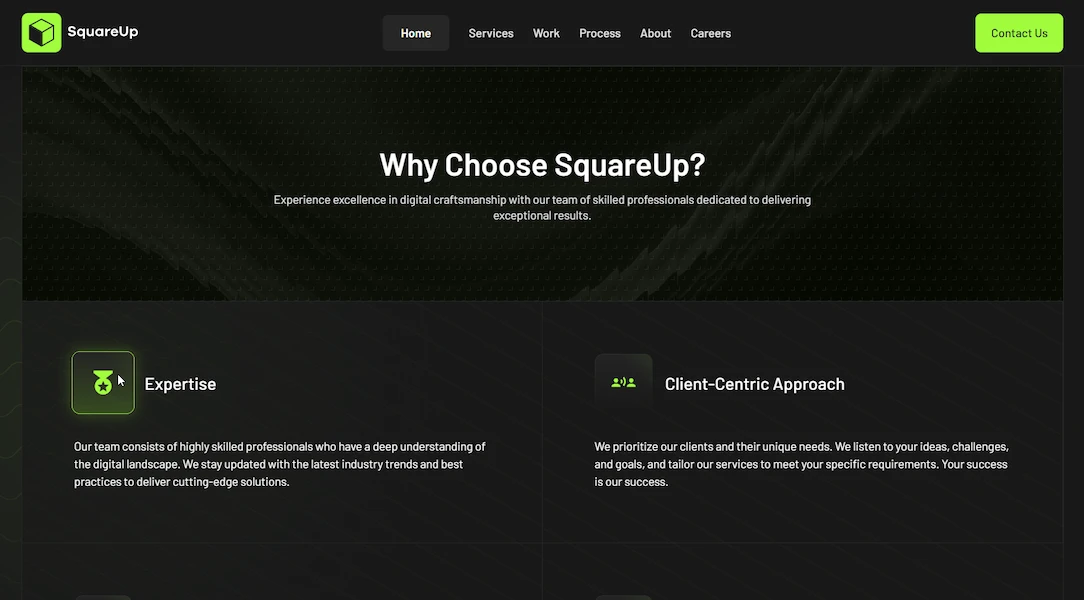 SquareUp
Home
Services
Work
Process
About
Careers
Contact Us
Why Choose SquareUp?
Experience excellence in digital craftsmanship with our team of skilled professionals dedicated to delivering
exceptional results.
Expertise
Our team consists of highly skilled professionals who have a deep understanding of
the digital landscape. We stay updated with the latest industry trends and best
practices to deliver cutting-edge solutions.
Client-Centric Approach
We prioritize our clients and their unique needs. We listen to your ideas, challenges,
and goals, and tailor our services to meet your specific requirements. Your success
is our success.